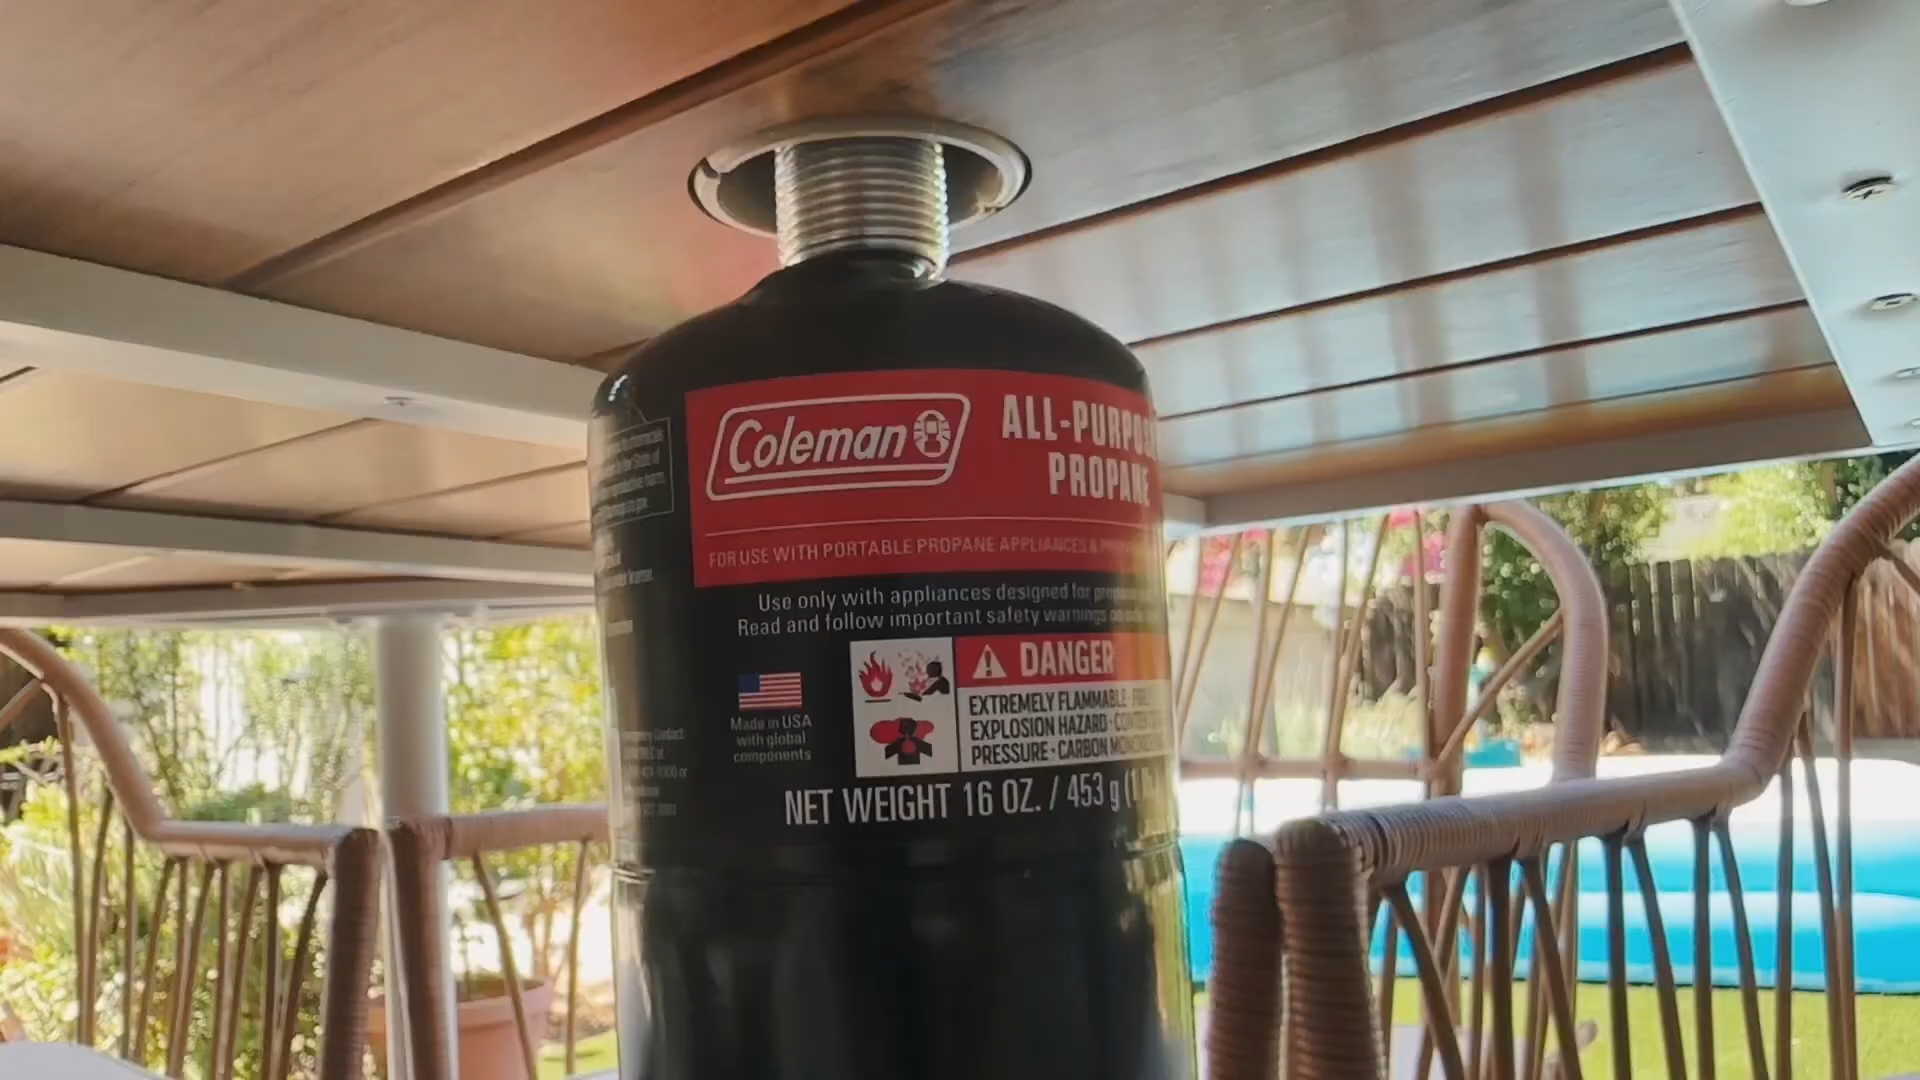 Coleman
ALL-PURPOSE
PROPANE
FOR USE WITH PORTABLE PROPANE APPLIANCES &
Use only with appliances designed for
Read and follow important safety warnings on
DANGER
EXTREMELY FLAMMABLE
EXPLOSION HAZARD
PRESSURE · CARBON
Made in USA
with global
components
NET WEIGHT 16 OZ. / 453 g